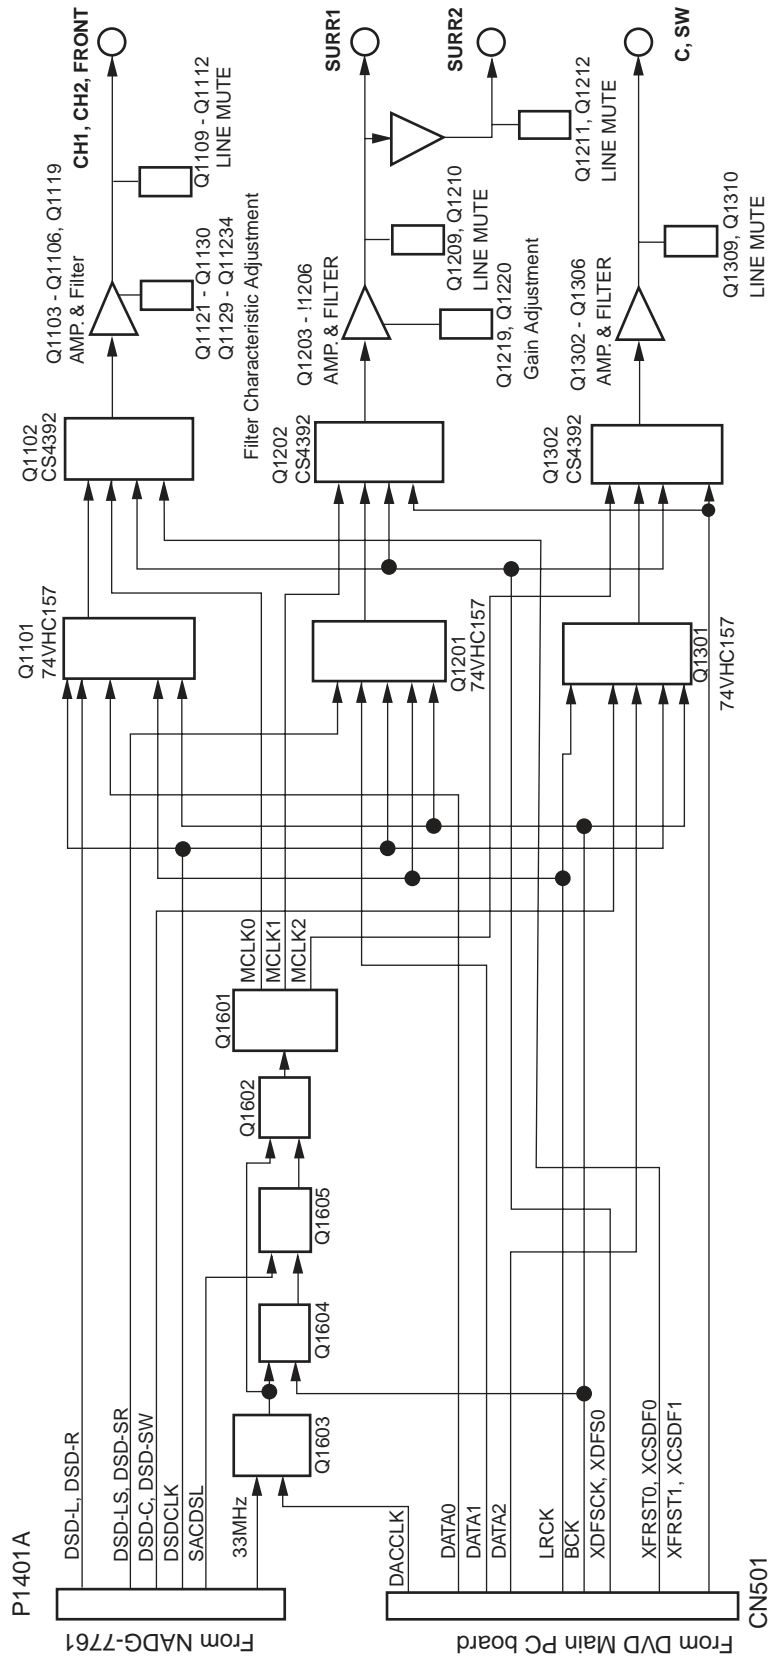 P1401A
From NADG-7761
DSD-L, DSD-R
DSD-LS, DSD-SR
DSD-C, DSD-SW
DSDCLK
SACDSL
33MHz
Q1603
Q1604
Q1605
Q1602
Q1601
MCLK0
MCLK1
MCLK2
Q1101
74VHC157
Q1102
CS4392
Q1103 - Q1106, Q1119
AMP. & Filter
Q1121 - Q1130
Q1129 - Q11234
Filter Characteristic Adjustment
Q1109 - Q1112
LINE MUTE
CH1, CH2, FRONT
Q1201
74VHC157
Q1202
CS4392
Q1203 - !1206
AMP. & FILTER
Q1219, Q1220
Gain Adjustment
Q1209, Q1210
LINE MUTE
SURR1
SURR2
Q1211, Q1212
LINE MUTE
Q1301
74VHC157
Q1302
CS4392
Q1302 - Q1306
AMP. & FILTER
Q1309, Q1310
LINE MUTE
C, SW
DACCLK
DATA0
DATA1
DATA2
LRCK
BCK
XDFSCK, XDFS0
XFRST0, XCSDF0
XFRST1, XCSDF1
From DVD Main PC board
CN501